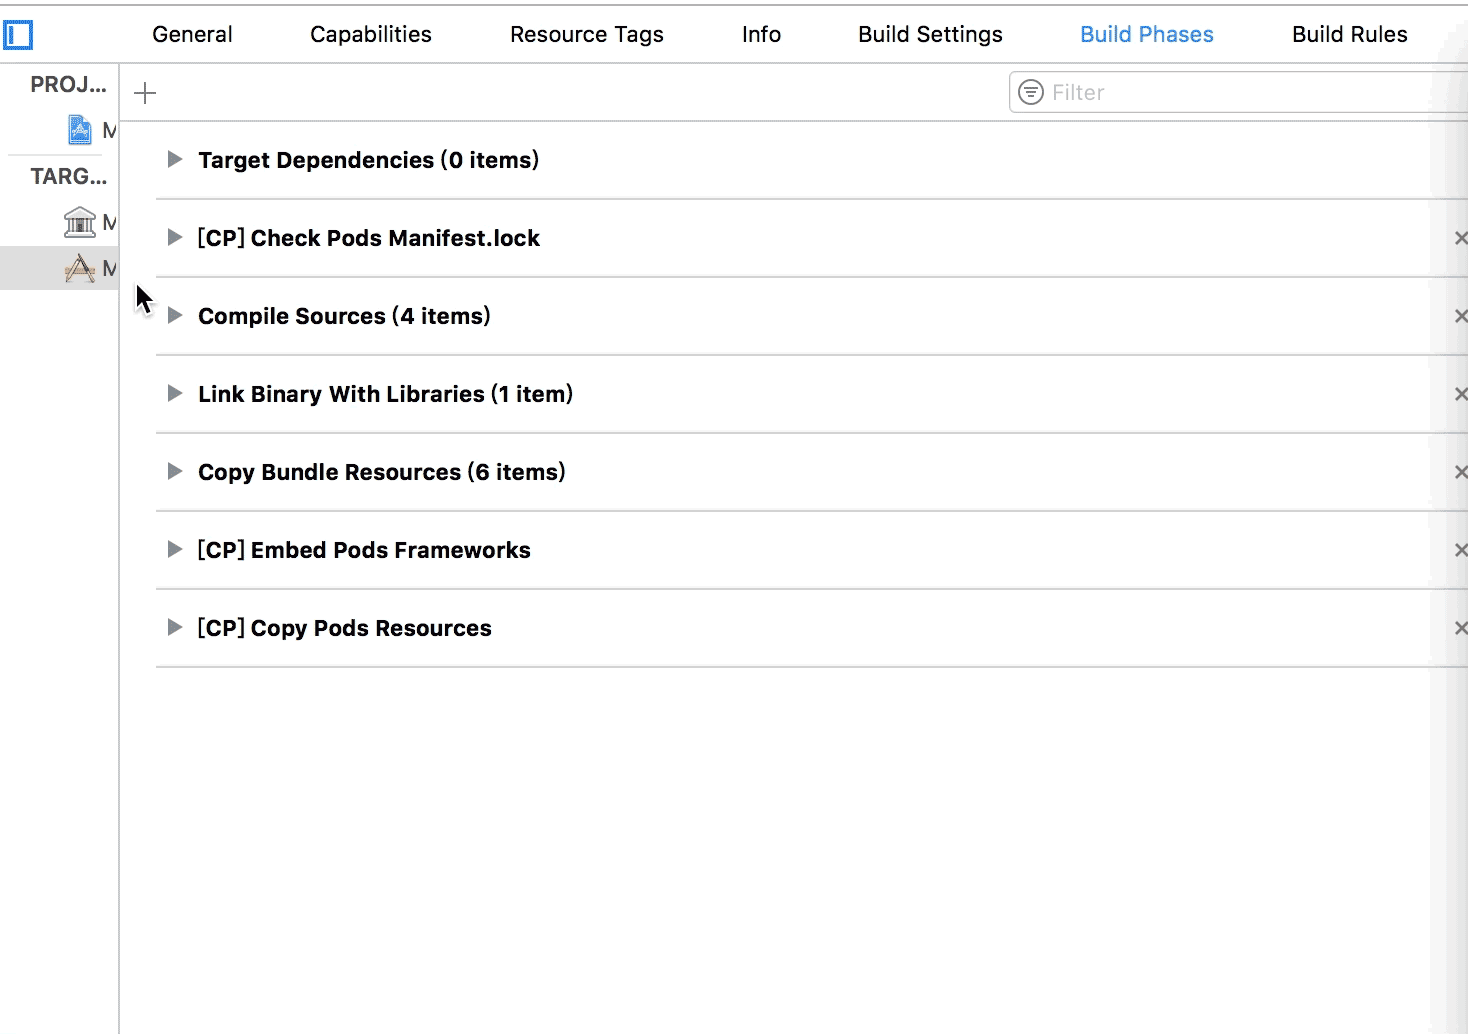 General Capabilities Resource Tags Info Build Settings Build Phases Build Rules
PROJ...
Filter
M
Target Dependencies (0 items)
TARG...
M
[CP] Check Pods Manifest.lock
M
Compile Sources (4 items)
Link Binary With Libraries (1 item)
Copy Bundle Resources (6 items)
[CP] Embed Pods Frameworks
[CP] Copy Pods Resources